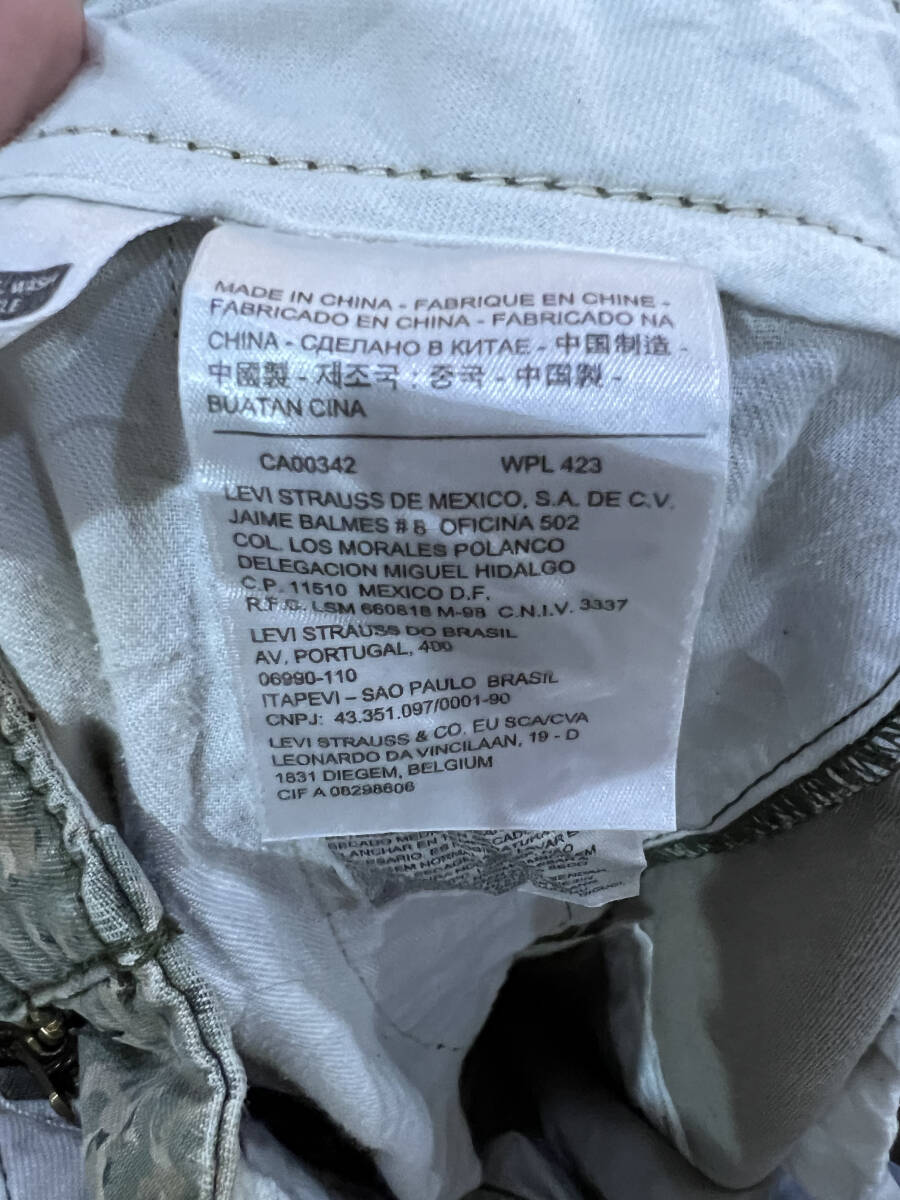 WASH
MADE IN CHINA - FABRIQUE EN CHINE -
FABRICADO EN CHINA - FABRICADO NA
CHINA - СДЕЛАНО В КИТАЕ - 中国制造 -
中國製 - 제조국 : 중국 - 中国製 -
BUATAN CINA
CA00342 WPL 423
LEVI STRAUSS DE MEXICO, S.A. DE C.V.
JAIME BALMES # 8 OFICINA 502
COL. LOS MORALES POLANCO
DELEGACION MIGUEL HIDALGO
C.P. 11510 MEXICO D.F.
R.F.C. LSM 660818 M-98 C.N.I.V. 3337
LEVI STRAUSS DO BRASIL
AV. PORTUGAL, 400
06990-110
ITAPEVI – SAO PAULO BRASIL
CNPJ: 43.351.097/0001-90
LEVI STRAUSS & CO. EU SCA/CVA
LEONARDO DA VINCILAAN, 19 - D
1831 DIEGEM, BELGIUM
CIF A 08298606